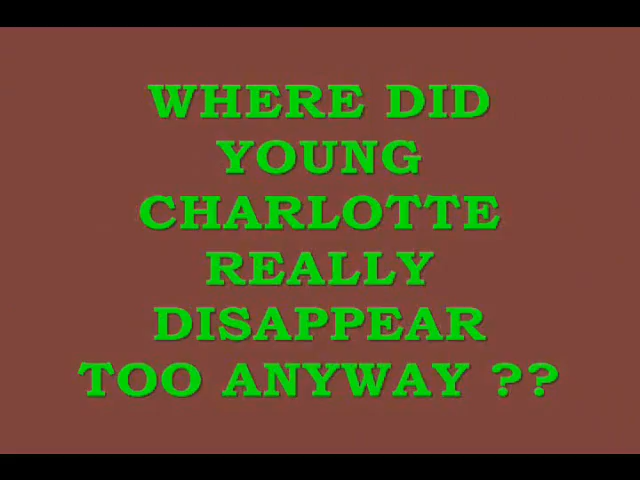 WHERE DID
YOUNG
CHARLOTTE
REALLY
DISAPPEAR
TOO ANYWAY ??